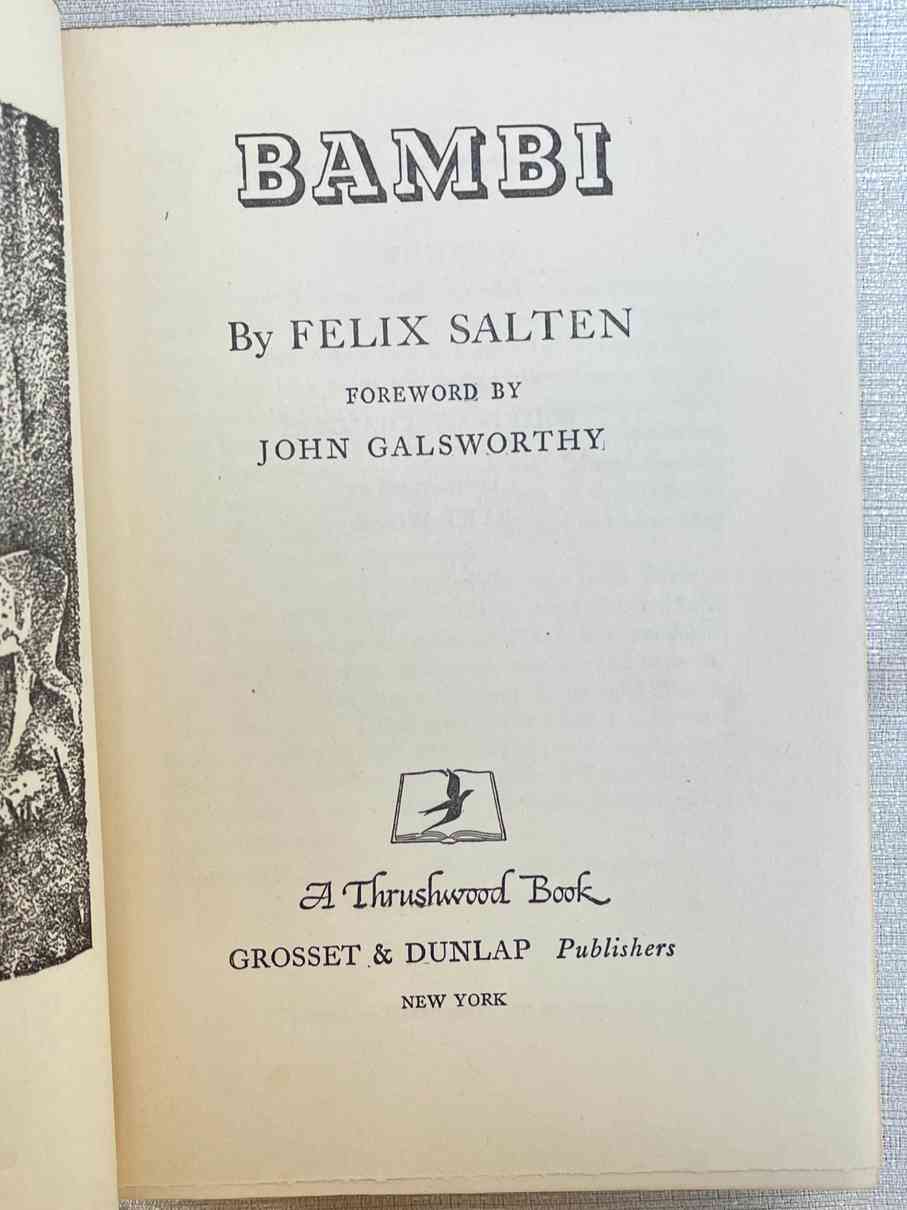 BAMBI
By FELIX SALTEN
FOREWORD BY
JOHN GALSWORTHY
A Thrushwood Book
GROSSET & DUNLAP Publishers
NEW YORK